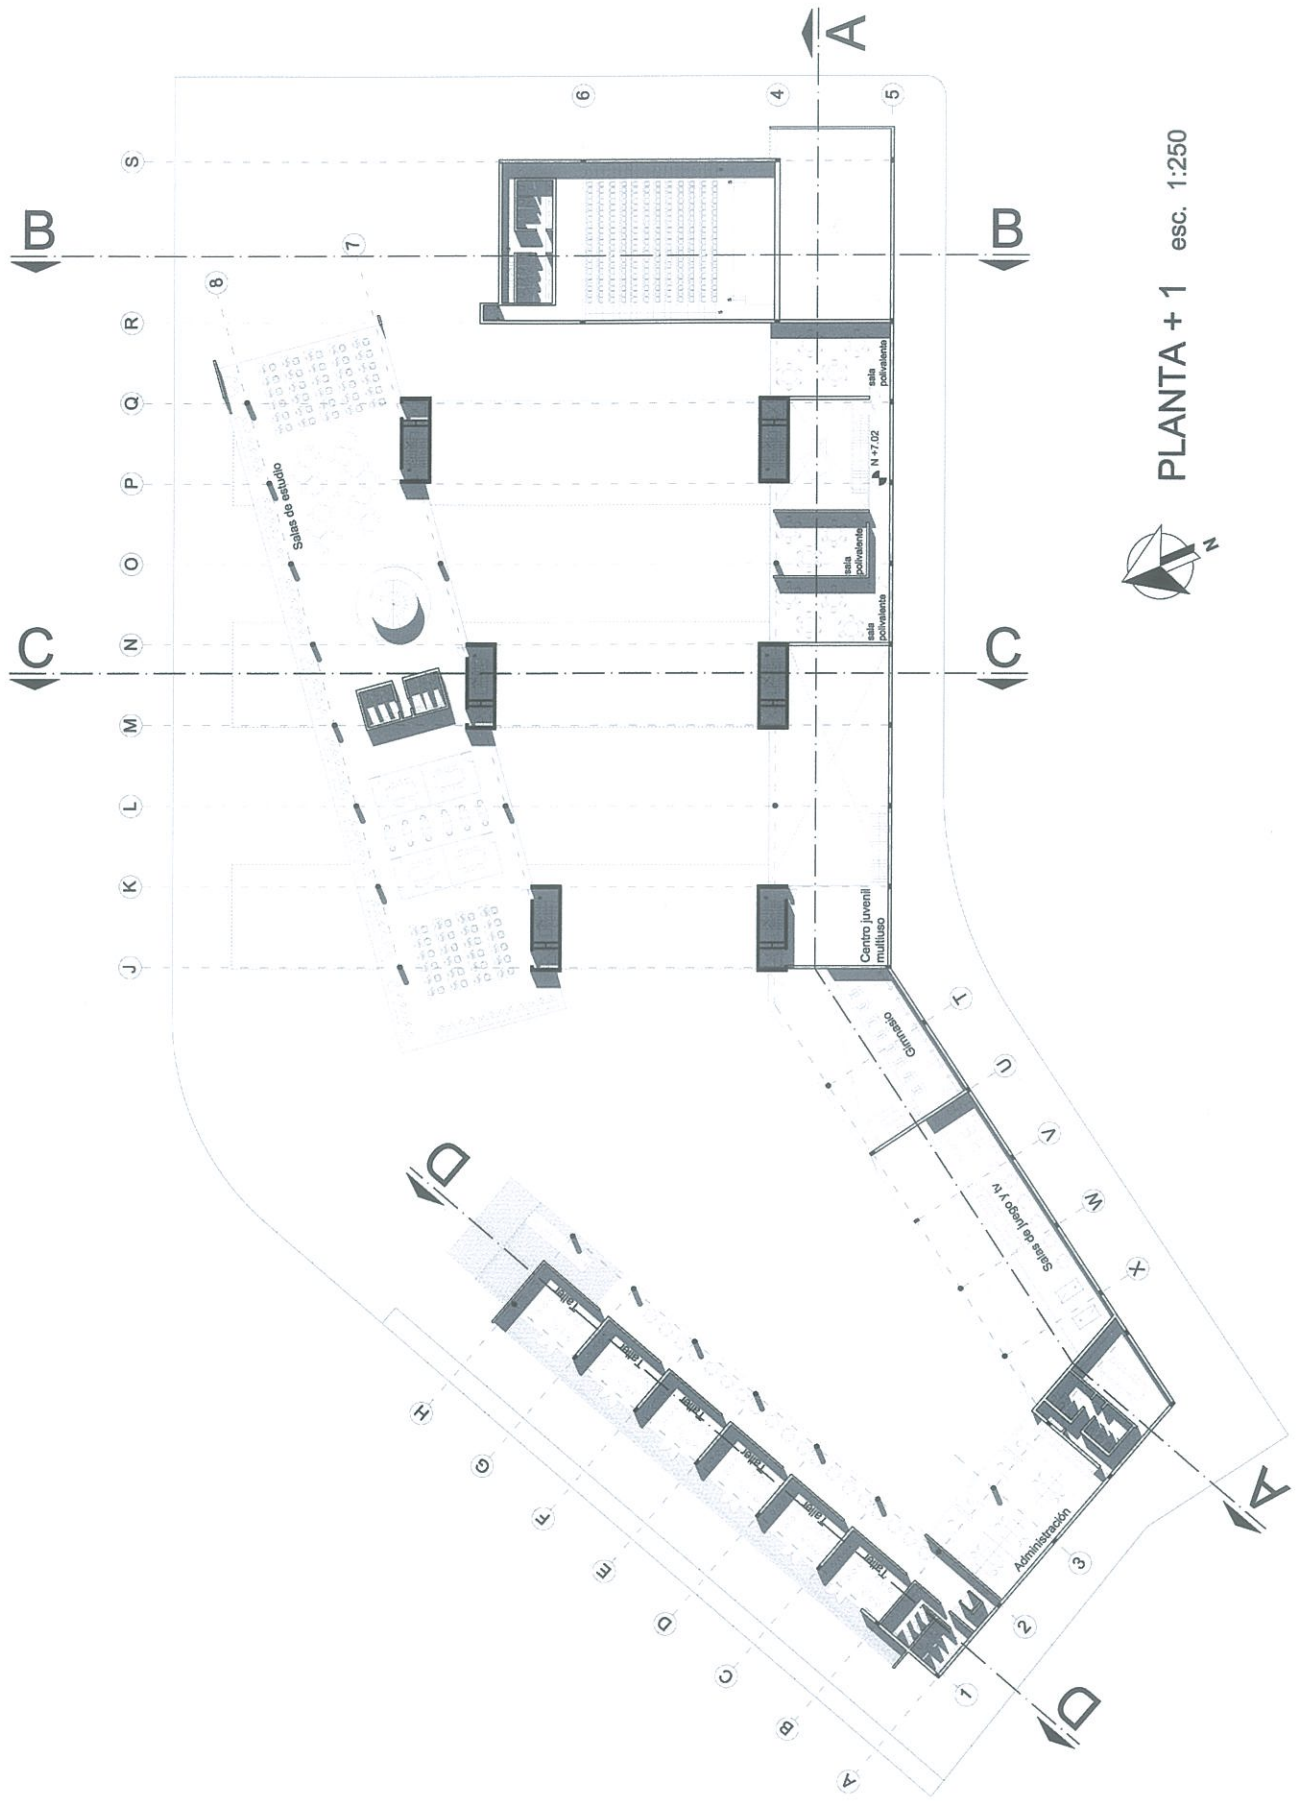 PLANTA + 1 esc. 1:250
N
A
A
B
B
C
C
D
D
S
R
Q
P
O
N
M
L
K
J
8
7
6
4
5
Salas de estudio
sala
polivalente
N +7.02
sala
polivalente
sala
polivalente
Centro juvenil
multiuso
Gimnasio
Salas de juego y tv
Administración
T
U
V
W
X
Taller
Taller
Taller
Taller
Taller
Taller
H
G
F
E
D
C
B
A
1
2
3